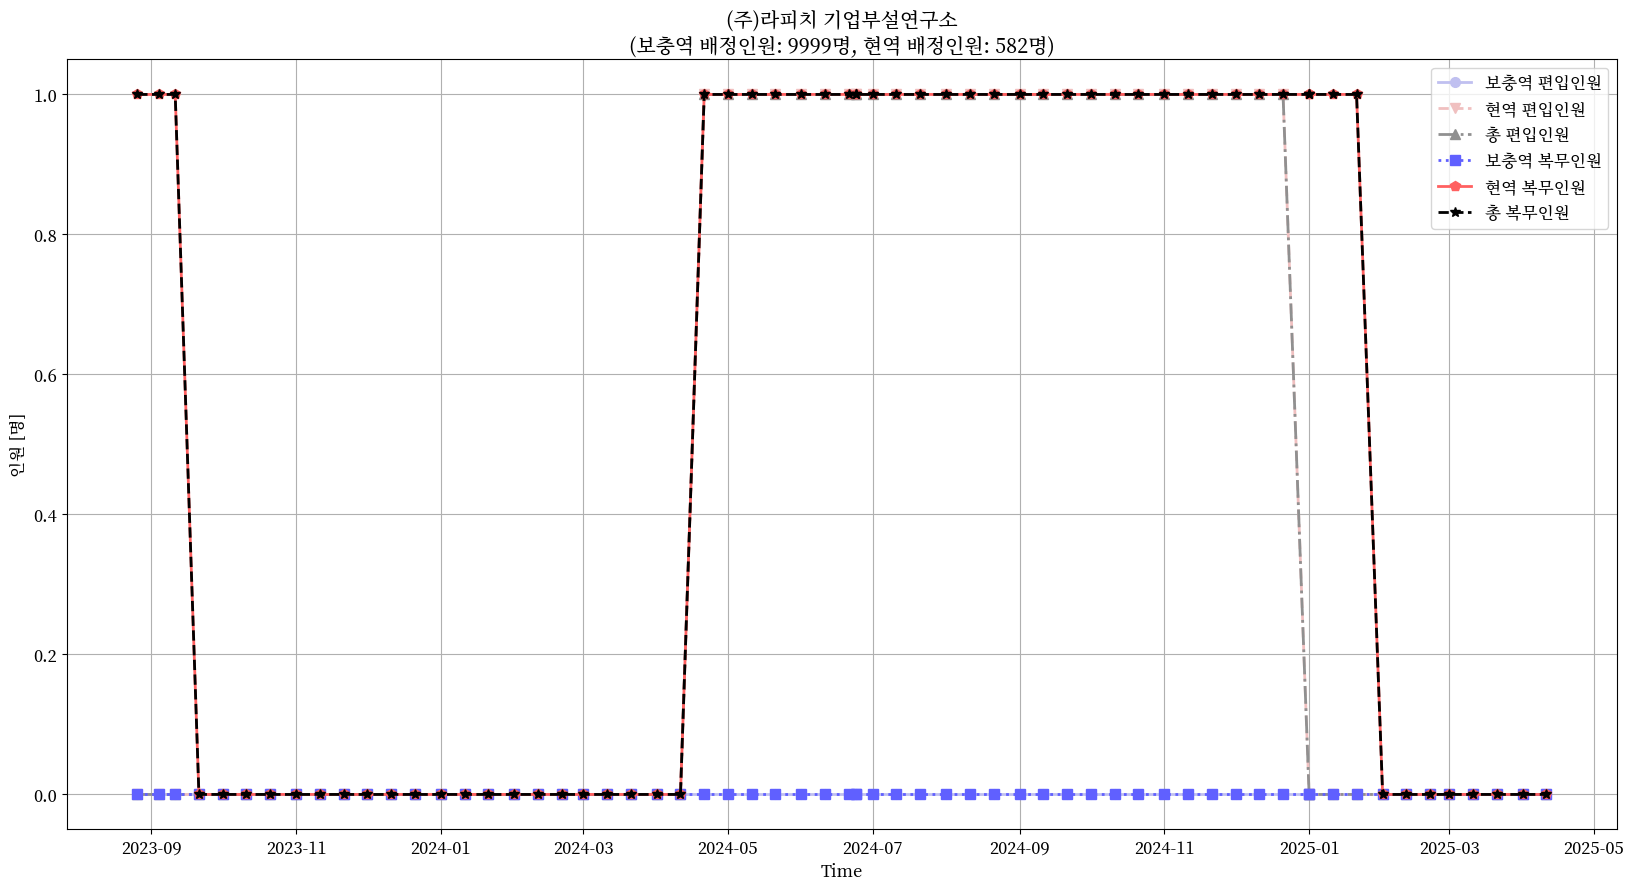 (주)라피치 기업부설연구소
(보충역 배정인원: 9999명, 현역 배정인원: 582명)
보충역 편입인원
현역 편입인원
총 편입인원
보충역 복무인원
현역 복무인원
총 복무인원
인원 [명]
1.0
0.8
0.6
0.4
0.2
0.0
2023-09
2023-11
2024-01
2024-03
2024-05
2024-07
2024-09
2024-11
2025-01
2025-03
2025-05
Time